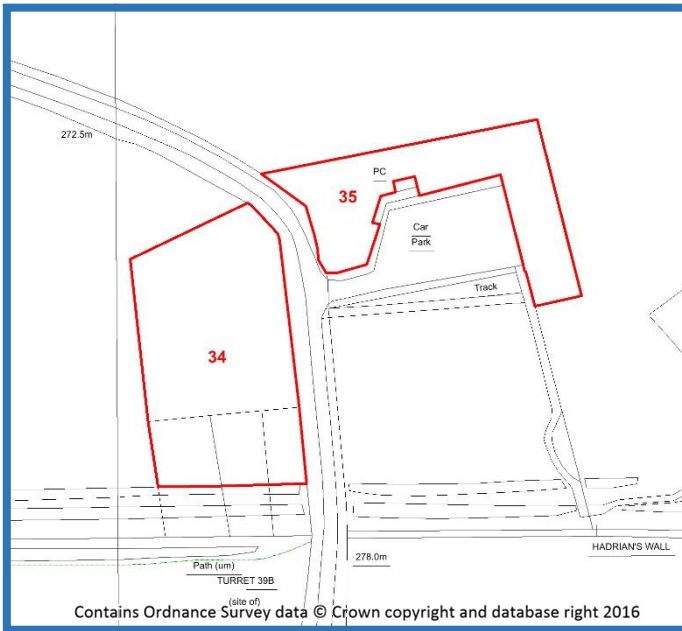 272.5m
PC
35
Car
Park
Track
34
HADRIAN'S WALL
278.0m
Path (um)
TURRET 39B
(site of)
Contains Ordnance Survey data © Crown copyright and database right 2016